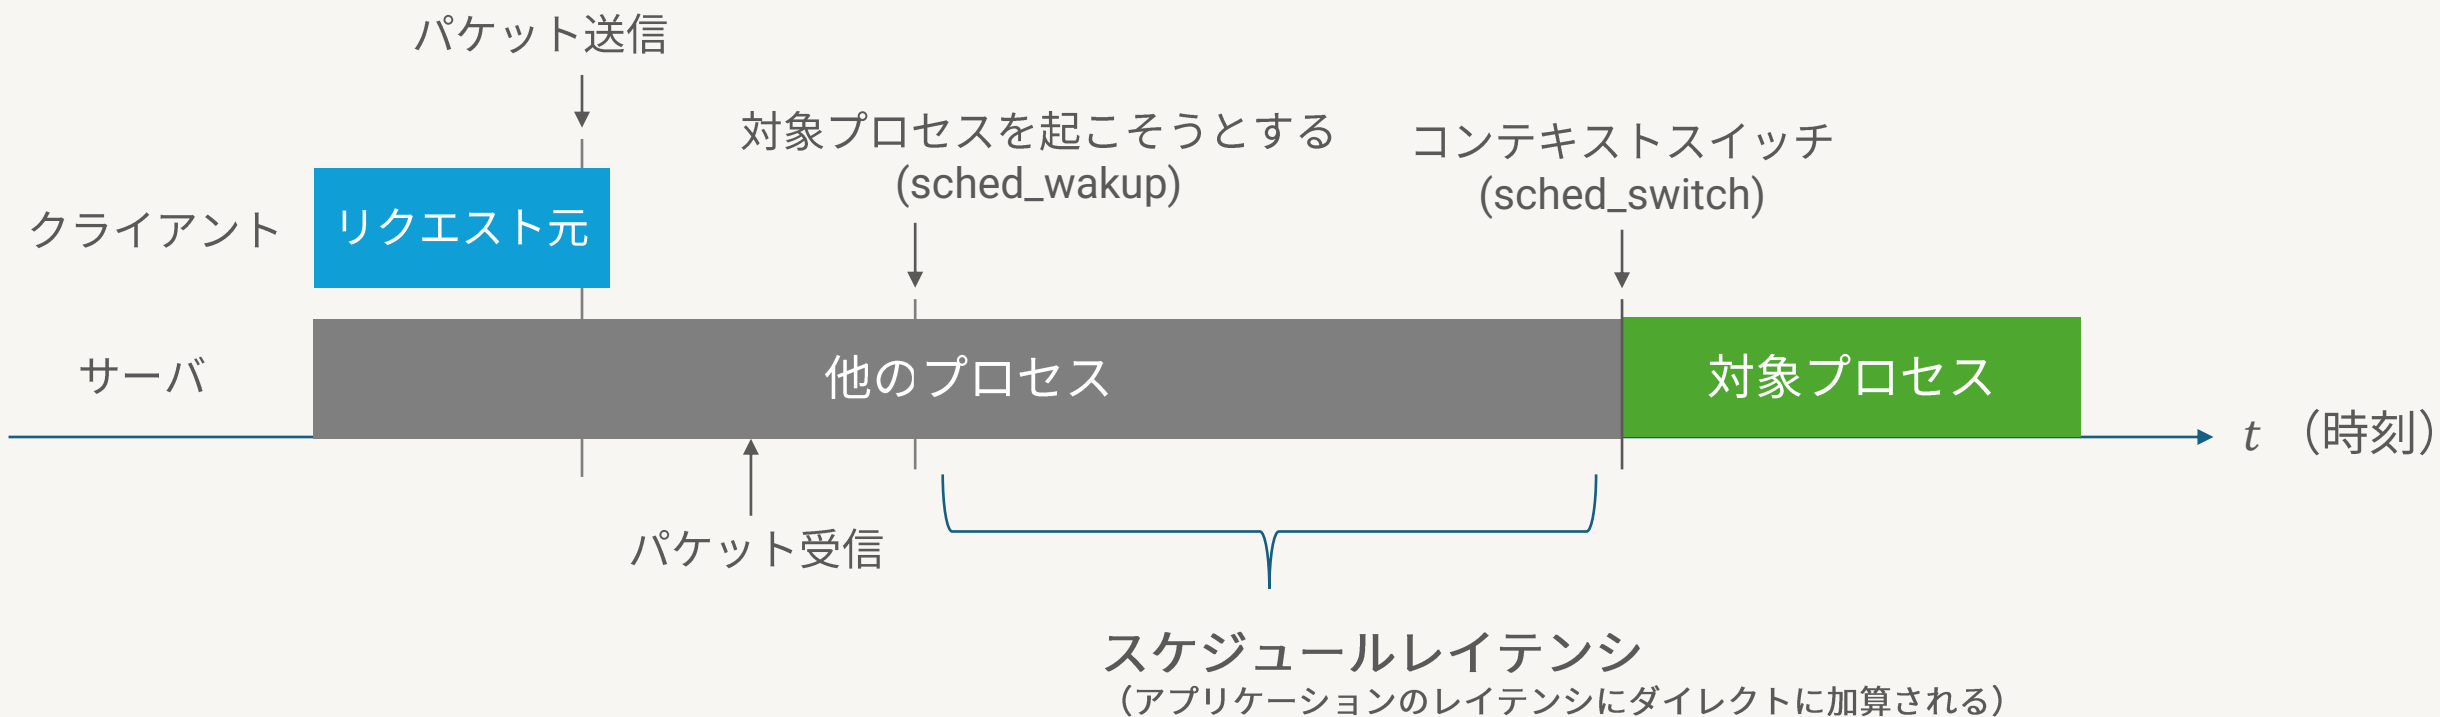 パケット送信
対象プロセスを起こそうとする
(sched_wakup)
コンテキストスイッチ
(sched_switch)
クライアント
リクエスト元
サーバ
他のプロセス
対象プロセス
t （時刻）
パケット受信
スケジュールレイテンシ
（アプリケーションのレイテンシにダイレクトに加算される）